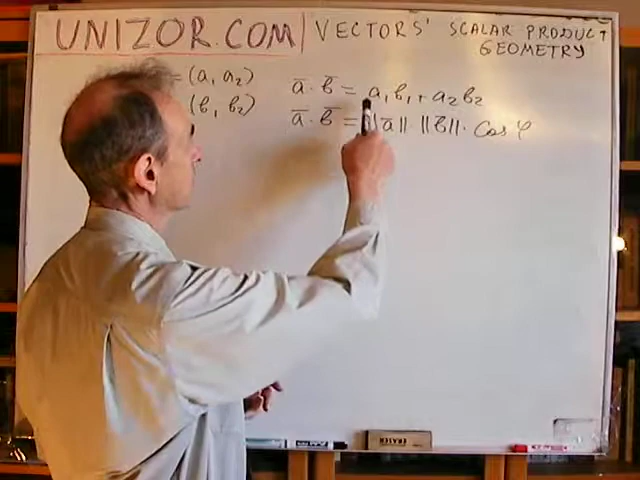 UNIZOR.COM
VECTORS' SCALAR PRODUCT
GEOMETRY
= (a₁ a₂)
(b₁ b₂)
a̅ · b̅ = a₁b₁ + a₂b₂
a̅ · b̅ = ||a̅|| · ||b̅|| · Cos φ